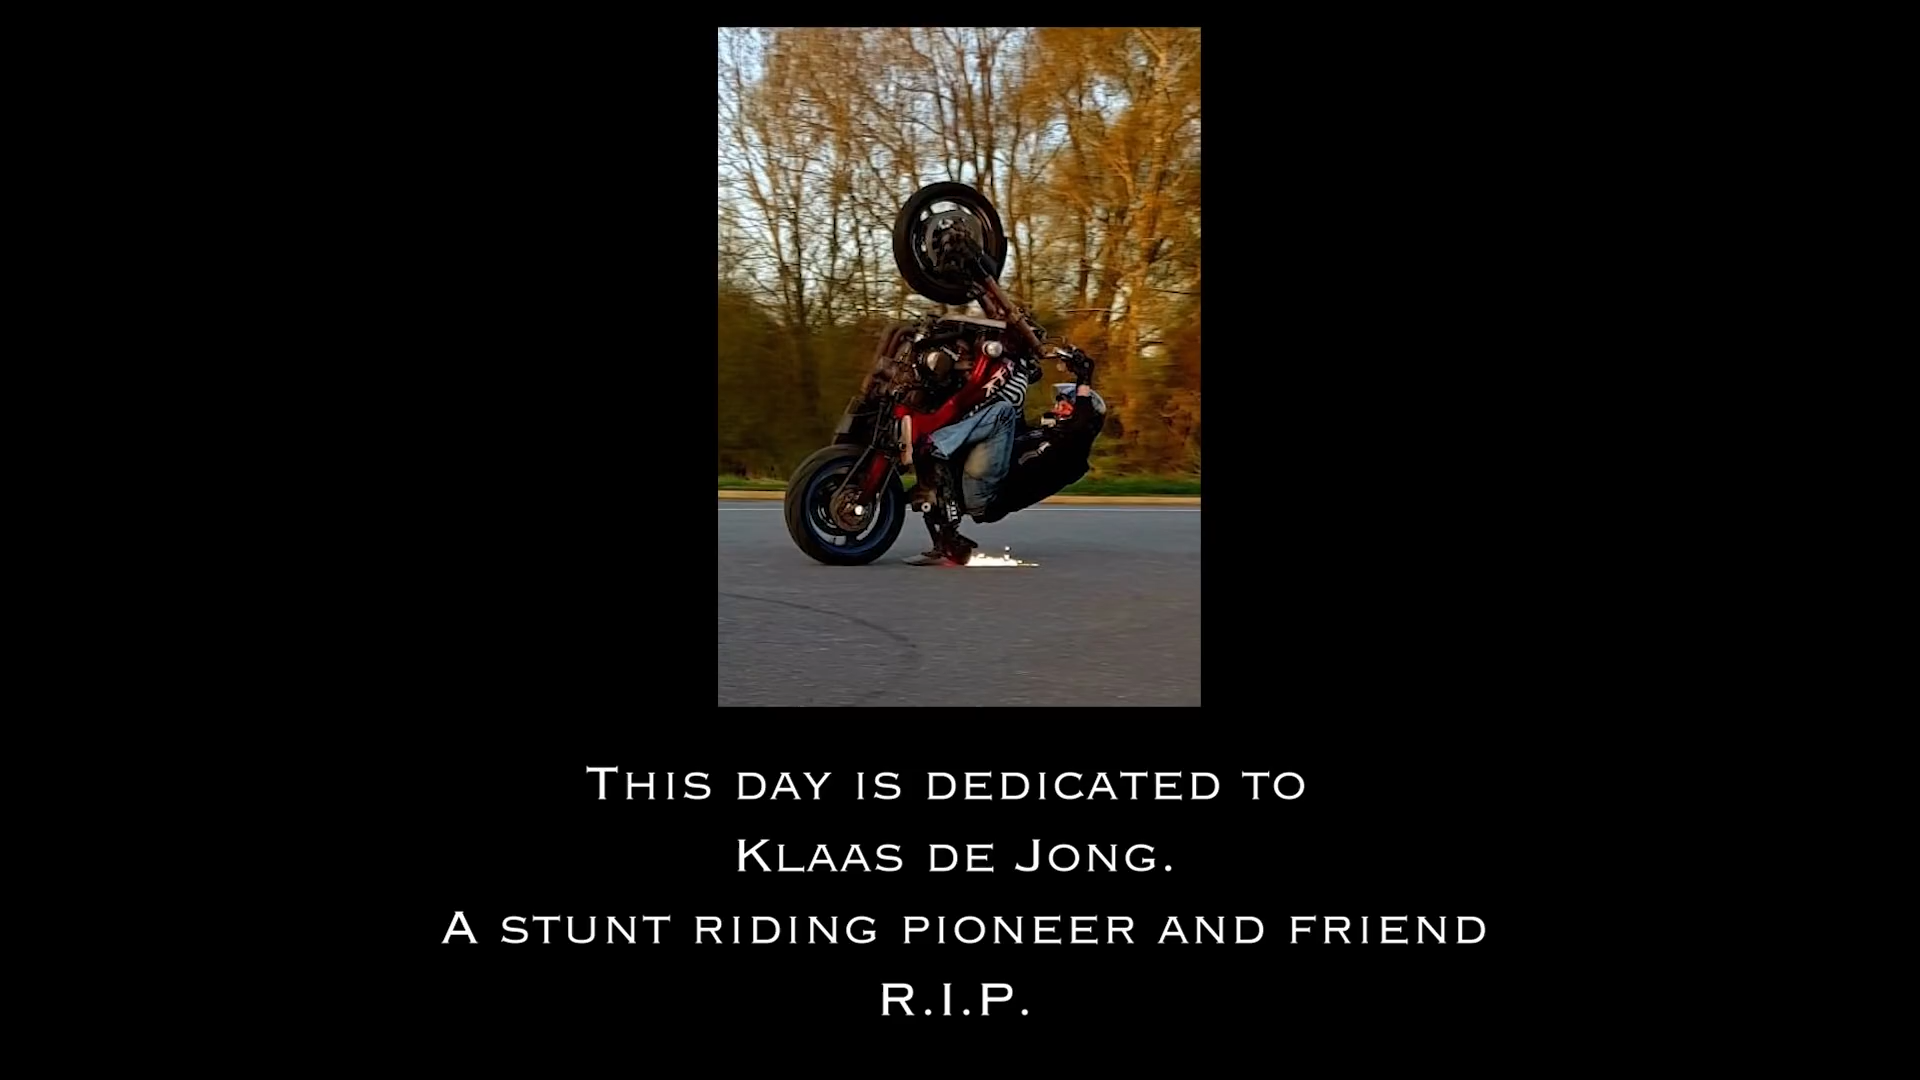 This day is dedicated to
Klaas de Jong.
A stunt riding pioneer and friend
R.I.P.